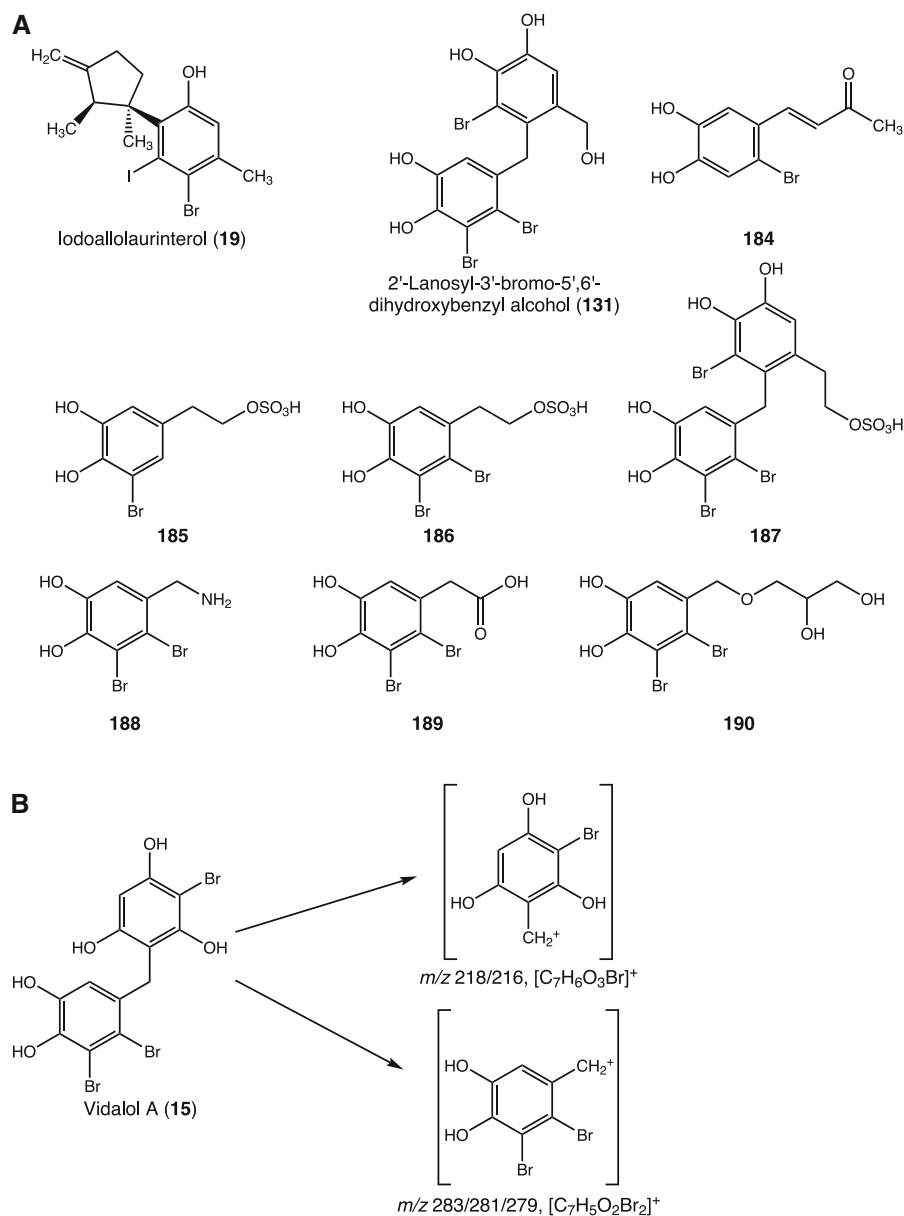 A
H₂C
OH
H₃C
CH₃
I
Br
CH₃
Iodoallolaurinterol (19)
OH
HO
Br
HO
OH
HO
Br
Br
2'-Lanosyl-3'-bromo-5',6'-
dihydroxybenzyl alcohol (131)
O
HO
CH₃
HO
Br
184
HO
OSO₃H
HO
Br
185
HO
OSO₃H
HO
Br
Br
186
OH
HO
Br
HO
OSO₃H
HO
Br
Br
187
HO
NH₂
HO
Br
Br
188
HO
OH
O
HO
Br
Br
189
HO
O
OH
OH
HO
Br
Br
190
B
OH
Br
HO
OH
HO
HO
Br
Br
Vidalol A (15)
OH
Br
HO
OH
CH₂⁺
m/z 218/216, [C₇H₆O₃Br]⁺
HO
CH₂⁺
HO
Br
Br
m/z 283/281/279, [C₇H₅O₂Br₂]⁺